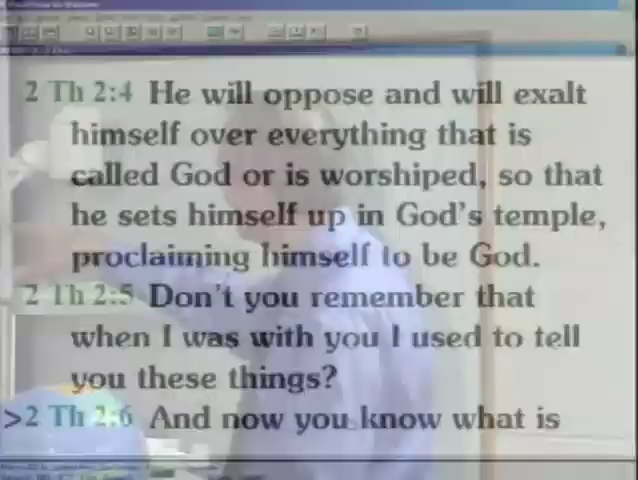 2 Th 2:4 He will oppose and will exalt
himself over everything that is
called God or is worshiped, so that
he sets himself up in God's temple,
proclaiming himself to be God.
2 Th 2:5 Don't you remember that
when I was with you I used to tell
you these things?
>2 Th 2:6 And now you know what is